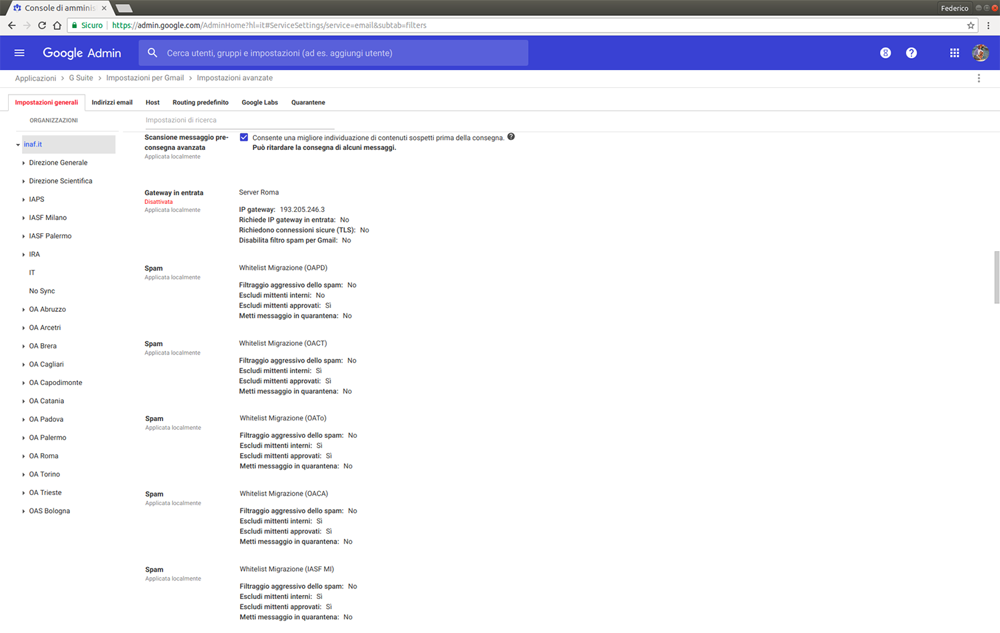 Console di amminis
Federico
Sicuro
https://admin.google.com/AdminHome?hl=it#ServiceSettings/service=email&subtab=filters
Google Admin
Cerca utenti, gruppi e impostazioni (ad es. aggiungi utente)
8
?
Applicazioni > G Suite > Impostazioni per Gmail > Impostazioni avanzate
Impostazioni generali
Indirizzi email
Host
Routing predefinito
Google Labs
Quarantene
ORGANIZZAZIONI
inaf.it
Direzione Generale
Direzione Scientifica
IAPS
IASF Milano
IASF Palermo
IRA
IT
No Sync
OA Abruzzo
OA Arcetri
OA Brera
OA Cagliari
OA Capodimonte
OA Catania
OA Padova
OA Palermo
OA Roma
OA Torino
OA Trieste
OAS Bologna
Impostazioni di ricerca
Scansione messaggio pre-
consegna avanzata
Applicata localmente
Consente una migliore individuazione di contenuti sospetti prima della consegna. ?
Può ritardare la consegna di alcuni messaggi.
Gateway in entrata
Disattivata
Applicata localmente
Server Roma
IP gateway: 193.205.246.3
Richiede IP gateway in entrata: No
Richiedono connessioni sicure (TLS): No
Disabilita filtro spam per Gmail: No
Spam
Applicata localmente
Whitelist Migrazione (OAPD)
Filtraggio aggressivo dello spam: No
Escludi mittenti interni: No
Escludi mittenti approvati: Sì
Metti messaggio in quarantena: No
Spam
Applicata localmente
Whitelist Migrazione (OACT)
Filtraggio aggressivo dello spam: No
Escludi mittenti interni: Sì
Escludi mittenti approvati: Sì
Metti messaggio in quarantena: No
Spam
Applicata localmente
Whitelist Migrazione (OATo)
Filtraggio aggressivo dello spam: No
Escludi mittenti interni: Sì
Escludi mittenti approvati: Sì
Metti messaggio in quarantena: No
Spam
Applicata localmente
Whitelist Migrazione (OACA)
Filtraggio aggressivo dello spam: No
Escludi mittenti interni: Sì
Escludi mittenti approvati: Sì
Metti messaggio in quarantena: No
Spam
Applicata localmente
Whitelist Migrazione (IASF MI)
Filtraggio aggressivo dello spam: No
Escludi mittenti interni: Sì
Escludi mittenti approvati: Sì
Metti messaggio in quarantena: No